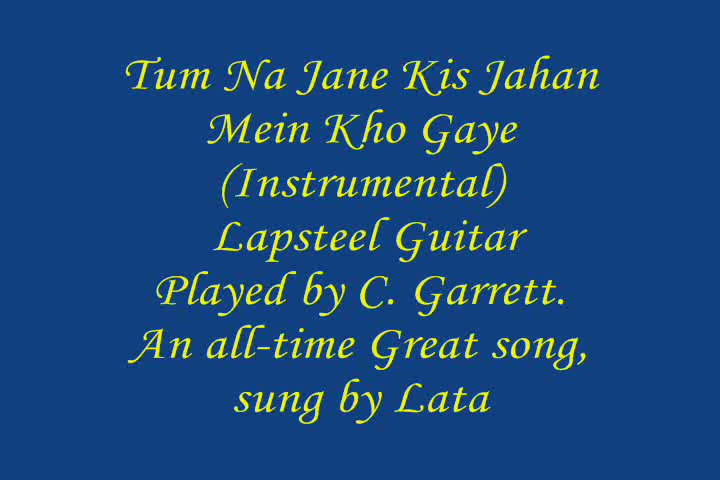 Tum Na Jane Kis Jahan
Mein Kho Gaye
(Instrumental)
Lapsteel Guitar
Played by C. Garrett.
An all-time Great song,
sung by Lata